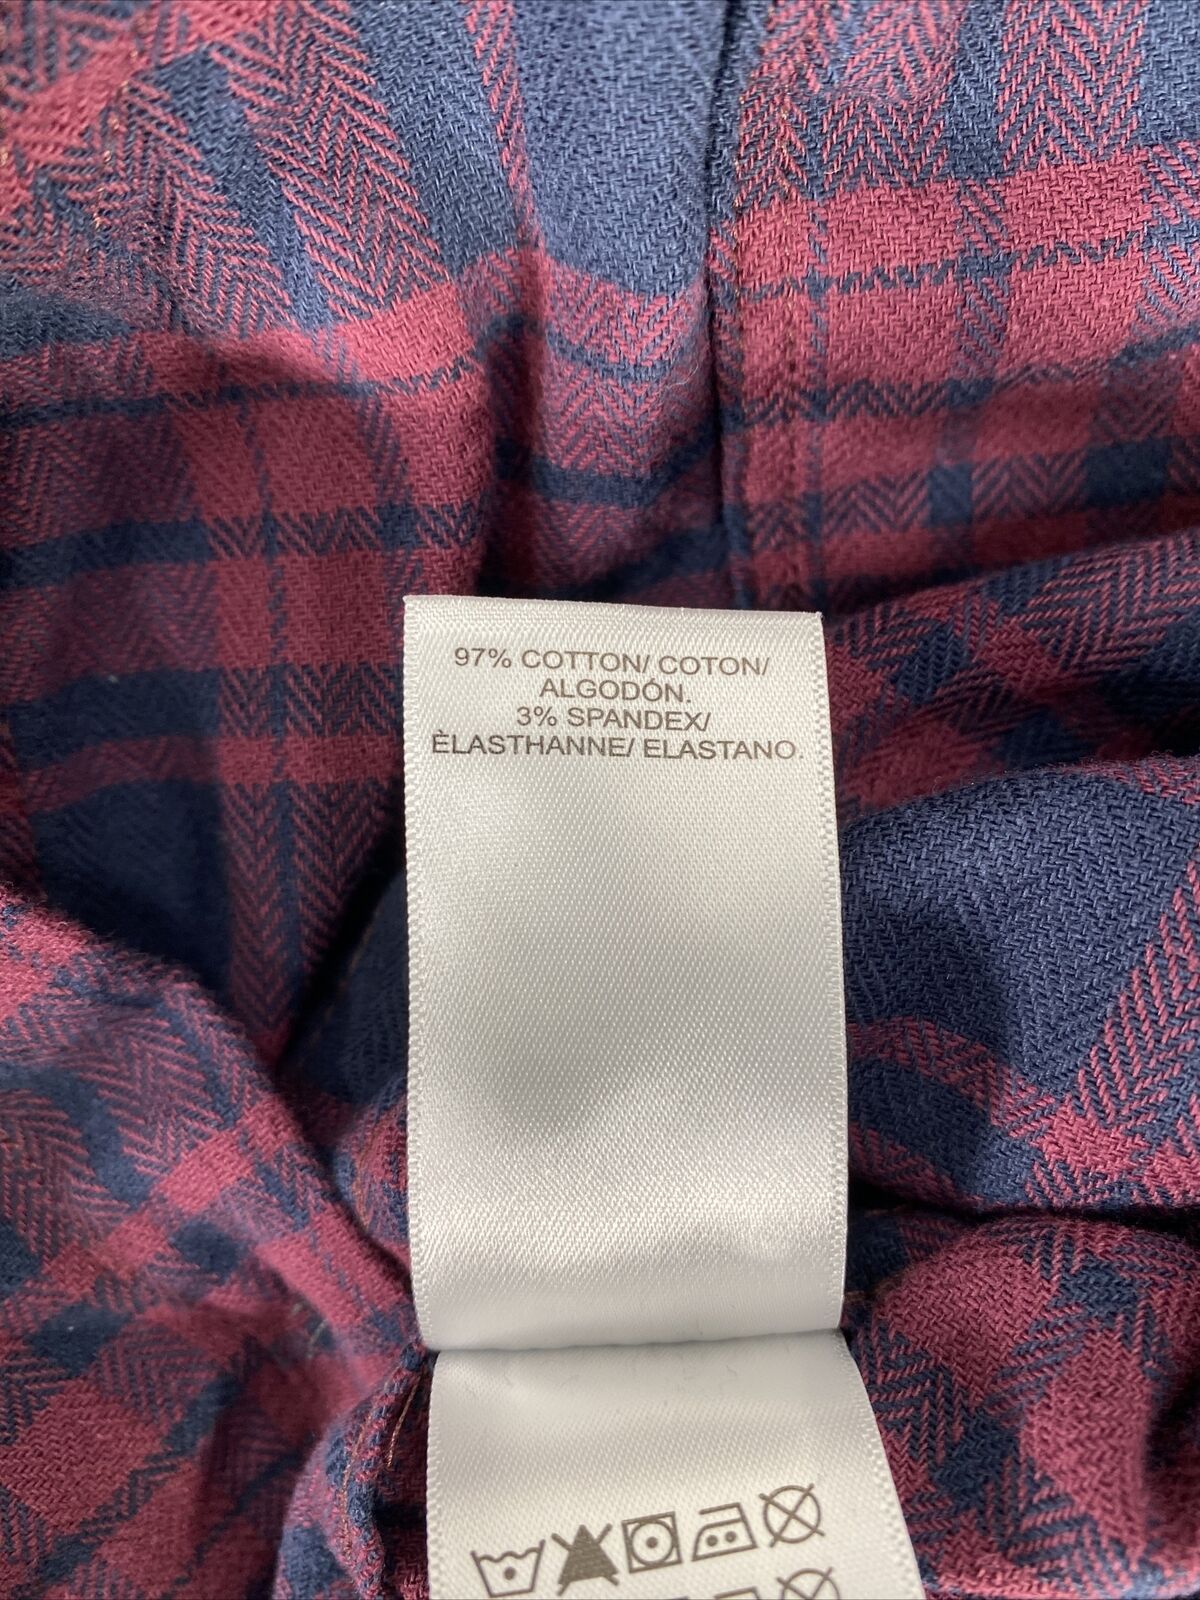 97% COTTON/ COTON/
ALGODÓN.
3% SPANDEX/
ÈLASTHANNE/ ELASTANO.